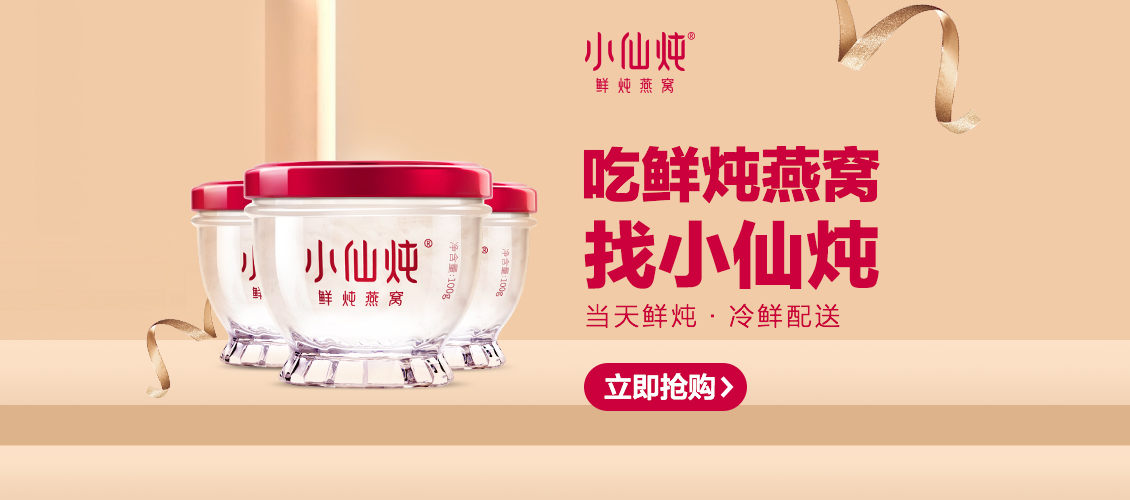 小仙炖®
鲜炖燕窝
吃鲜炖燕窝
找小仙炖
当天鲜炖·冷鲜配送
立即抢购
小仙炖®
鲜炖燕窝
净含量:100g
小
鲜
®
净含量:100g